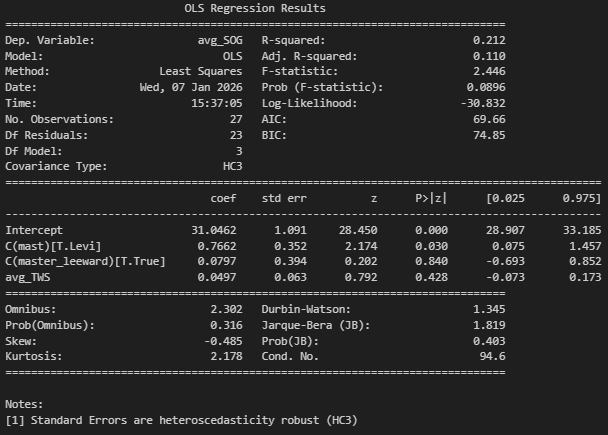 OLS Regression Results
==============================================================================
Dep. Variable:                avg_SOG   R-squared:                       0.212
Model:                            OLS   Adj. R-squared:                  0.110
Method:                 Least Squares   F-statistic:                     2.446
Date:                Wed, 07 Jan 2026   Prob (F-statistic):             0.0896
Time:                        15:37:05   Log-Likelihood:                -30.832
No. Observations:                  27   AIC:                             69.66
Df Residuals:                      23   BIC:                             74.85
Df Model:                           3
Covariance Type:                  HC3
=============================================================================================
                                coef    std err          z      P>|z|      [0.025      0.975]
---------------------------------------------------------------------------------------------
Intercept                    31.0462      1.091     28.450      0.000      28.907      33.185
C(mast)[T.Levi]               0.7662      0.352      2.174      0.030       0.075       1.457
C(master_leeward)[T.True]     0.0797      0.394      0.202      0.840      -0.693       0.852
avg_TWS                       0.0497      0.063      0.792      0.428      -0.073       0.173
==============================================================================
Omnibus:                        2.302   Durbin-Watson:                   1.345
Prob(Omnibus):                  0.316   Jarque-Bera (JB):                1.819
Skew:                          -0.485   Prob(JB):                        0.403
Kurtosis:                       2.178   Cond. No.                         94.6
==============================================================================

Notes:
[1] Standard Errors are heteroscedasticity robust (HC3)